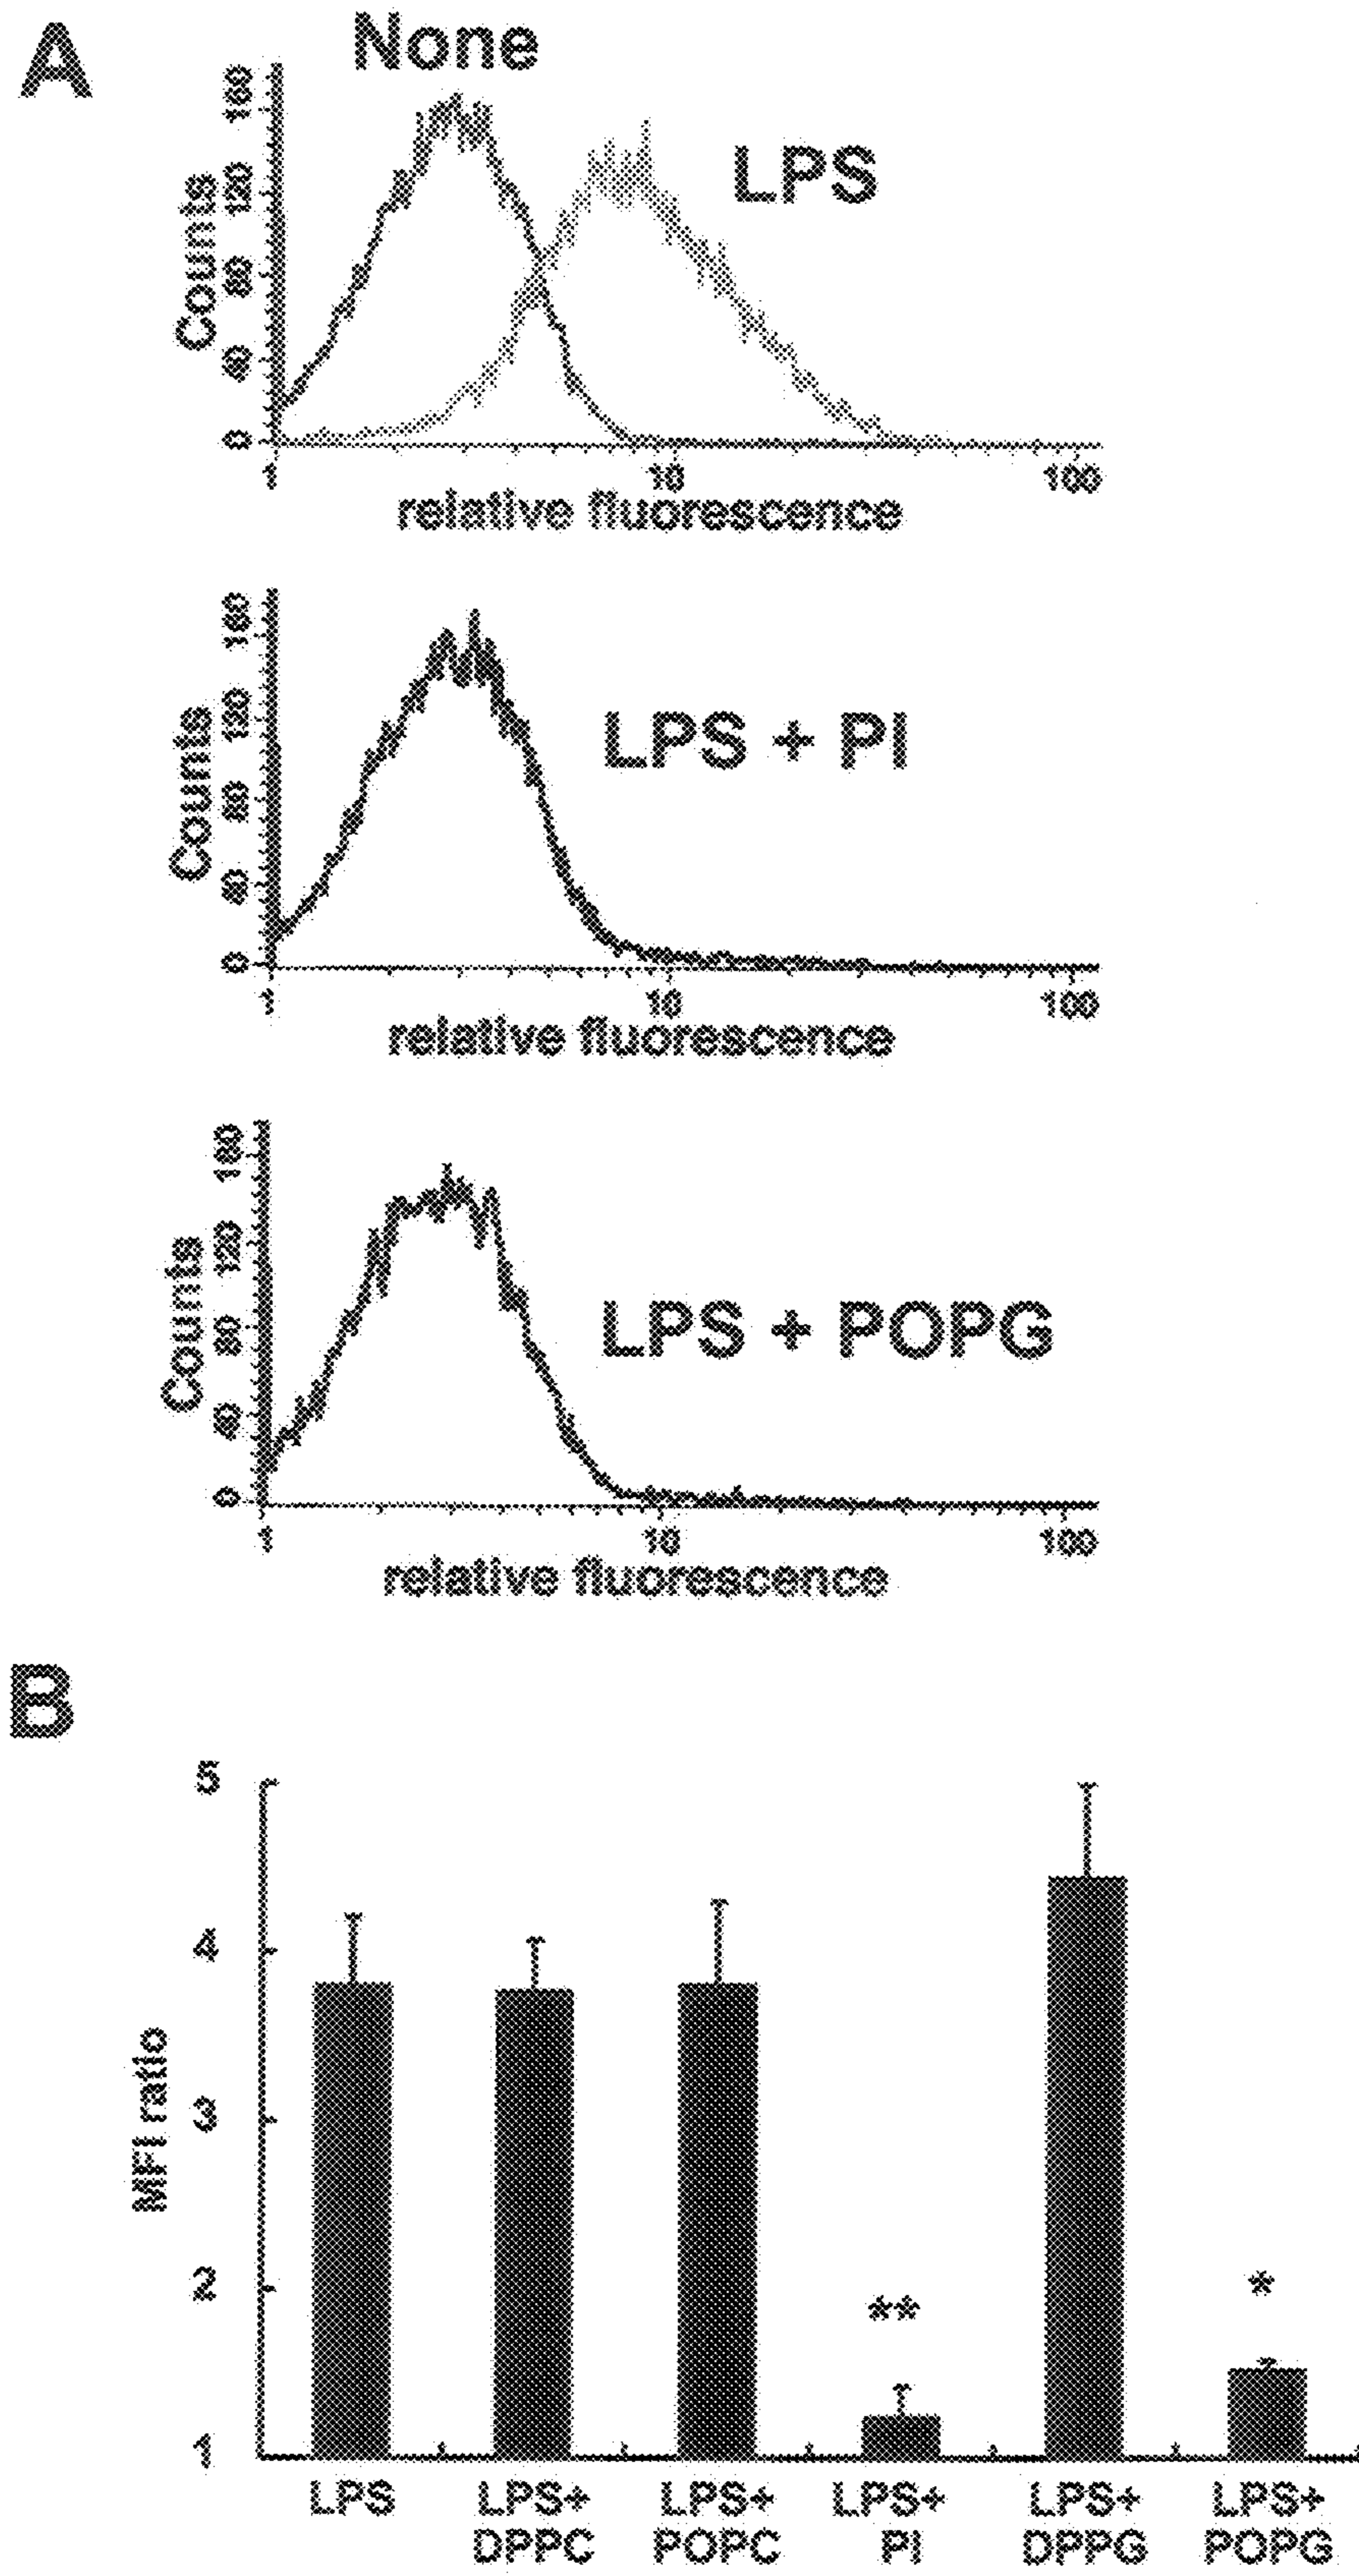 A
None
LPS
Counts
160
120
80
40
0
1 10 100
relative fluorescence
LPS + PI
Counts
160
120
80
40
0
1 10 100
relative fluorescence
LPS + POPG
Counts
160
120
80
40
0
1 10 100
relative fluorescence
B
MFI ratio
5
4
3
2
1
**
*
LPS LPS+ LPS+ LPS+ LPS+ LPS+
DPPC POPC PI DPPG POPG